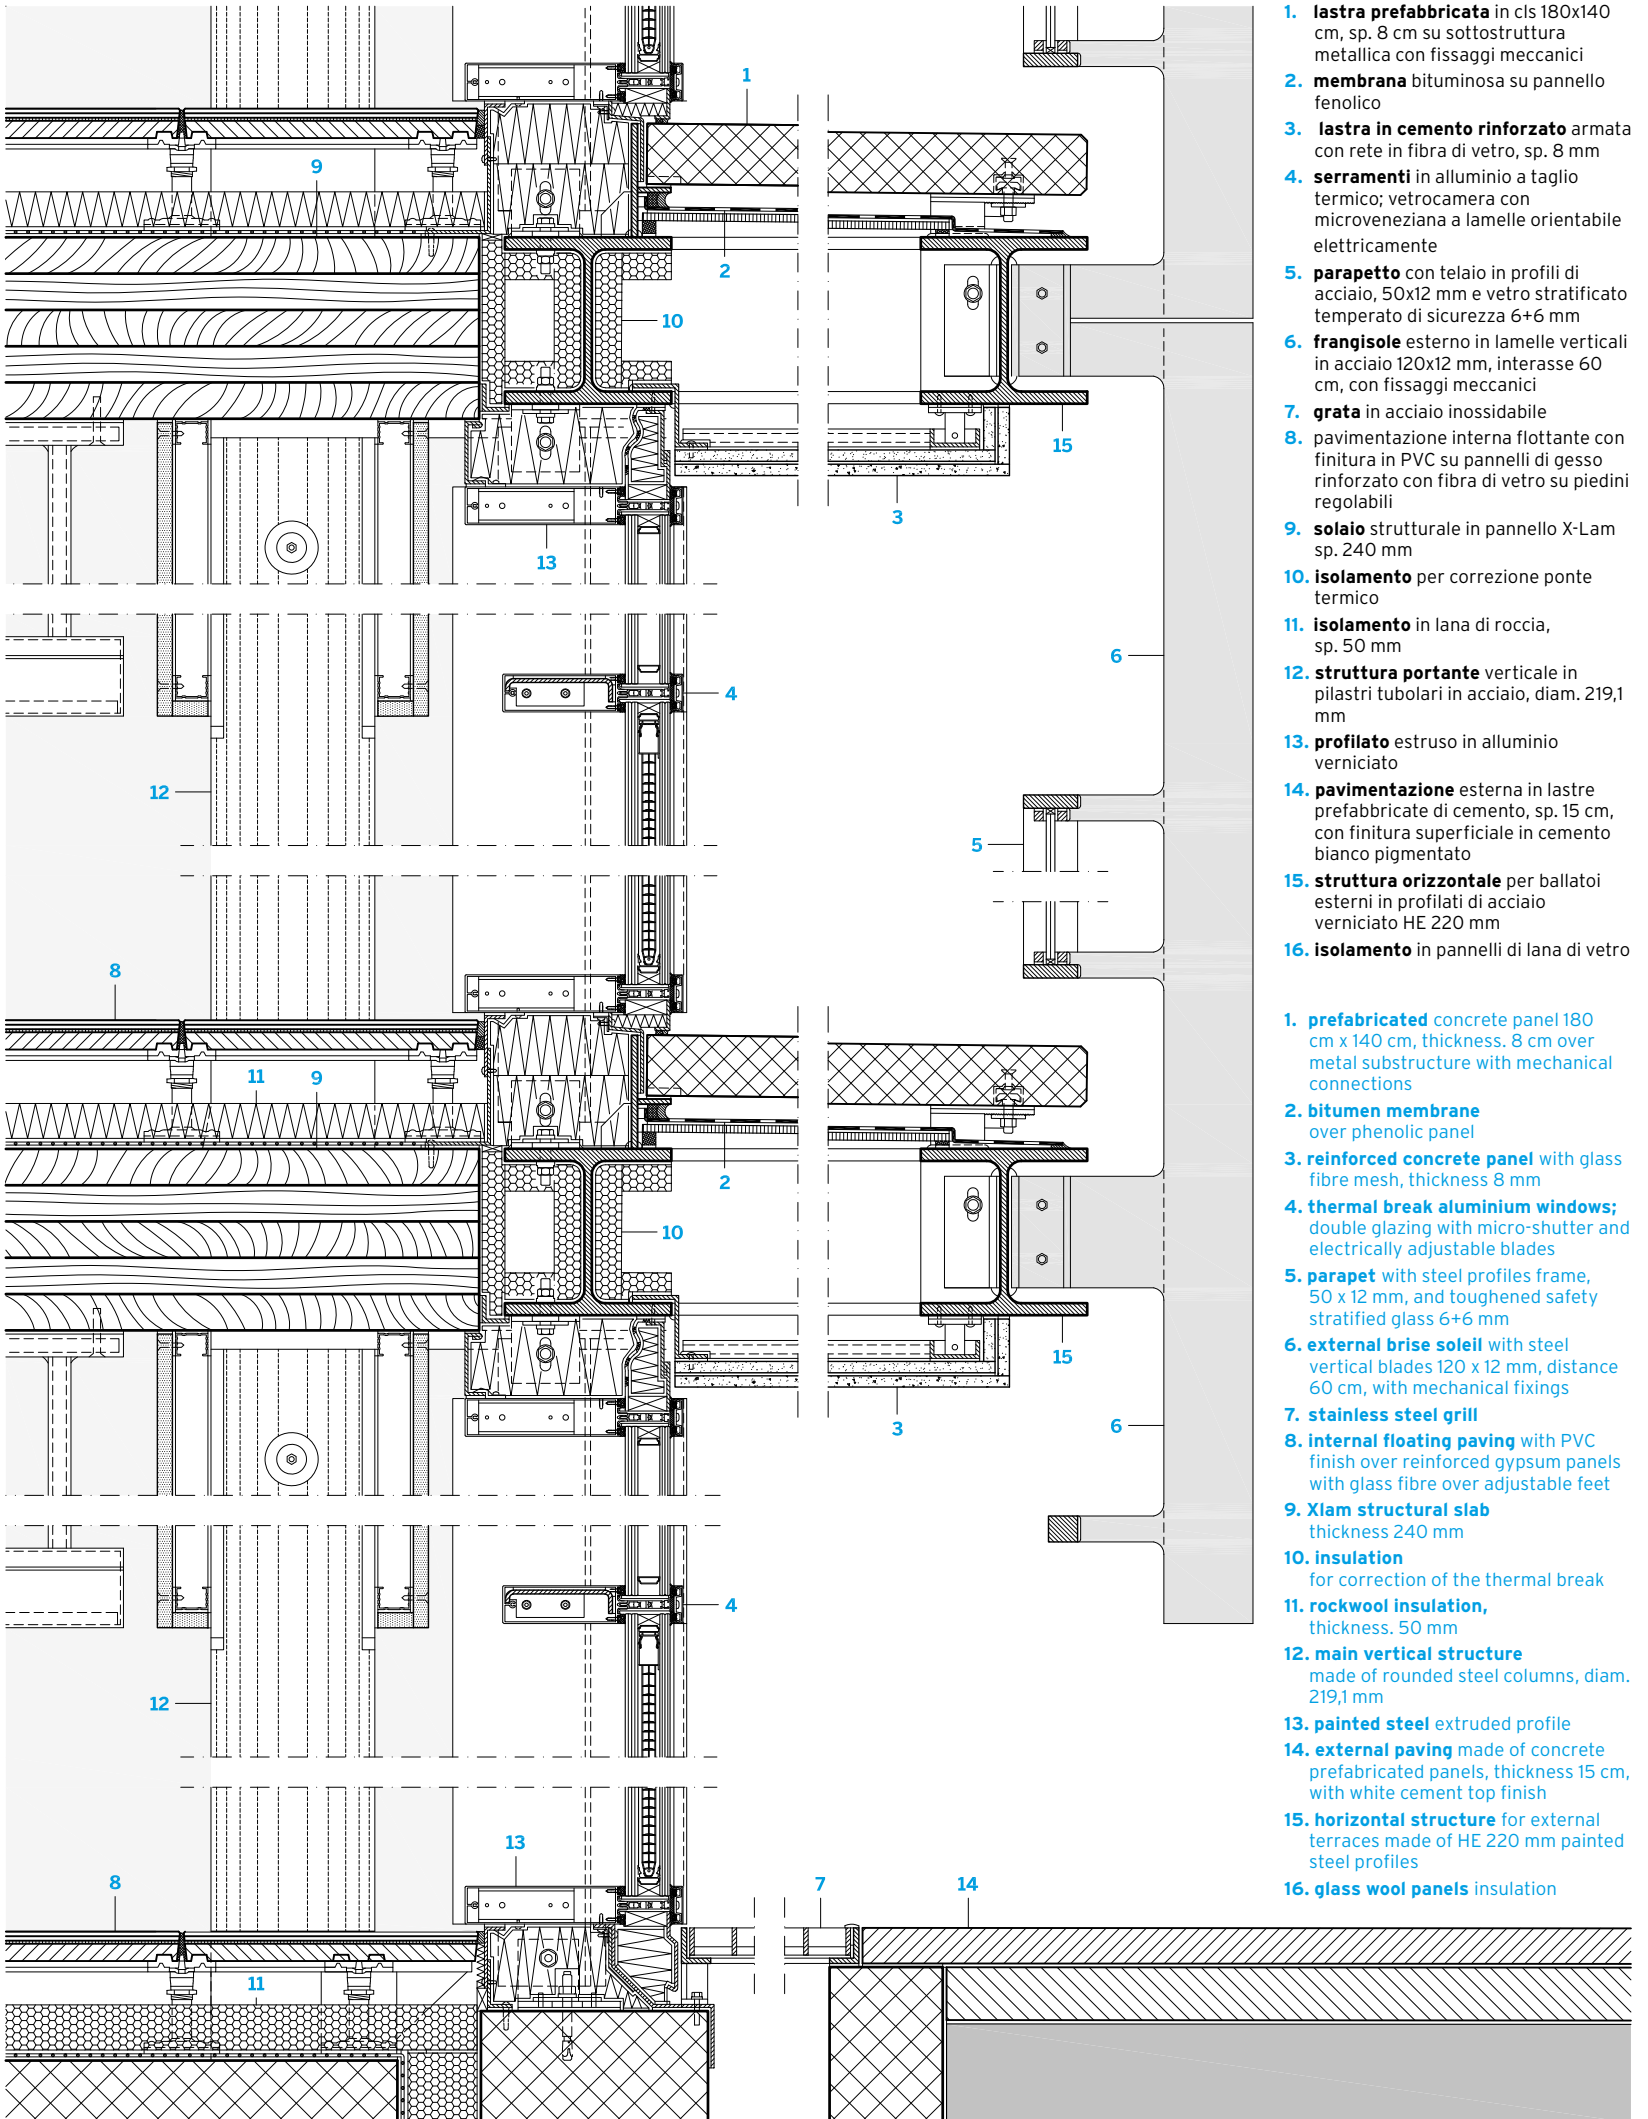 1. lastra prefabbricata in cls 180x140
cm, sp. 8 cm su sottostruttura
metallica con fissaggi meccanici
2. membrana bituminosa su pannello
fenolico
3. lastra in cemento rinforzato armata
con rete in fibra di vetro, sp. 8 mm
4. serramenti in alluminio a taglio
termico; vetrocamera con
microveneziana a lamelle orientabile
elettricamente
5. parapetto con telaio in profili di
acciaio, 50x12 mm e vetro stratificato
temperato di sicurezza 6+6 mm
6. frangisole esterno in lamelle verticali
in acciaio 120x12 mm, interasse 60
cm, con fissaggi meccanici
7. grata in acciaio inossidabile
8. pavimentazione interna flottante con
finitura in PVC su pannelli di gesso
rinforzato con fibra di vetro su piedini
regolabili
9. solaio strutturale in pannello X-Lam
sp. 240 mm
10. isolamento per correzione ponte
termico
11. isolamento in lana di roccia,
sp. 50 mm
12. struttura portante verticale in
pilastri tubolari in acciaio, diam. 219,1
mm
13. profilato estruso in alluminio
verniciato
14. pavimentazione esterna in lastre
prefabbricate di cemento, sp. 15 cm,
con finitura superficiale in cemento
bianco pigmentato
15. struttura orizzontale per ballatoi
esterni in profilati di acciaio
verniciato HE 220 mm
16. isolamento in pannelli di lana di vetro
1. prefabricated concrete panel 180
cm x 140 cm, thickness. 8 cm over
metal substructure with mechanical
connections
2. bitumen membrane
over phenolic panel
3. reinforced concrete panel with glass
fibre mesh, thickness 8 mm
4. thermal break aluminium windows;
double glazing with micro-shutter and
electrically adjustable blades
5. parapet with steel profiles frame,
50 x 12 mm, and toughened safety
stratified glass 6+6 mm
6. external brise soleil with steel
vertical blades 120 x 12 mm, distance
60 cm, with mechanical fixings
7. stainless steel grill
8. internal floating paving with PVC
finish over reinforced gypsum panels
with glass fibre over adjustable feet
9. Xlam structural slab
thickness 240 mm
10. insulation
for correction of the thermal break
11. rockwool insulation,
thickness. 50 mm
12. main vertical structure
made of rounded steel columns, diam.
219,1 mm
13. painted steel extruded profile
14. external paving made of concrete
prefabricated panels, thickness 15 cm,
with white cement top finish
15. horizontal structure for external
terraces made of HE 220 mm painted
steel profiles
16. glass wool panels insulation
1
9
2
10
15
3
13
6
4
12
5
8
11
9
2
10
15
3
6
4
12
13
8
7
14
11